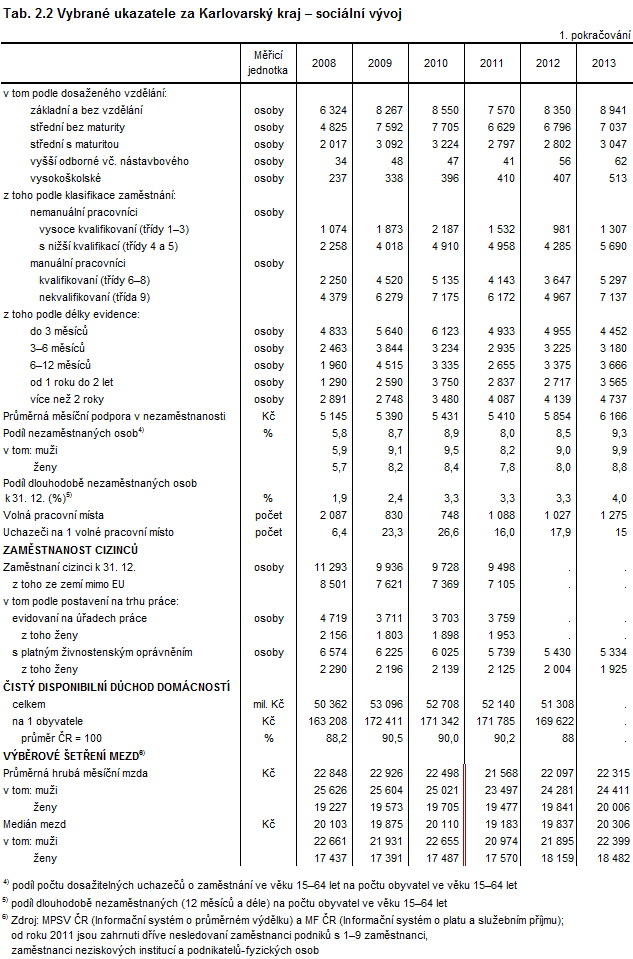 Tab. 2.2 Vybrané ukazatele za Karlovarský kraj – sociální vývoj
1. pokračování
Měřicí jednotka 2008 2009 2010 2011 2012 2013
v tom podle dosaženého vzdělání:
základní a bez vzdělání osoby 6 324 8 267 8 550 7 570 8 350 8 941
střední bez maturity osoby 4 825 7 592 7 705 6 629 6 796 7 037
střední s maturitou osoby 2 017 3 092 3 224 2 797 2 802 3 047
vyšší odborné vč. nástavbového osoby 34 48 47 41 56 62
vysokoškolské osoby 237 338 396 410 407 513
z toho podle klasifikace zaměstnání:
nemanuální pracovníci osoby
vysoce kvalifikovaní (třídy 1–3) 1 074 1 873 2 187 1 532 981 1 307
s nižší kvalifikací (třídy 4 a 5) 2 258 4 018 4 910 4 958 4 285 5 690
manuální pracovníci osoby
kvalifikovaní (třídy 6–8) 2 250 4 520 5 135 4 143 3 647 5 297
nekvalifikovaní (třída 9) 4 379 6 279 7 175 6 172 4 967 7 137
z toho podle délky evidence:
do 3 měsíců osoby 4 833 5 640 6 123 4 933 4 955 4 452
3–6 měsíců osoby 2 463 3 844 3 234 2 935 3 225 3 180
6–12 měsíců osoby 1 960 4 515 3 335 2 655 3 375 3 666
od 1 roku do 2 let osoby 1 290 2 590 3 750 2 837 2 717 3 565
více než 2 roky osoby 2 891 2 748 3 480 4 087 4 139 4 737
Průměrná měsíční podpora v nezaměstnanosti Kč 5 145 5 390 5 431 5 410 5 854 6 166
Podíl nezaměstnaných osob4) % 5,8 8,7 8,9 8,0 8,5 9,3
v tom: muži 5,9 9,1 9,5 8,2 9,0 9,9
ženy 5,7 8,2 8,4 7,8 8,0 8,8
Podíl dlouhodobě nezaměstnaných osob
k 31. 12. (%)5) % 1,9 2,4 3,3 3,3 3,3 4,0
Volná pracovní místa počet 2 087 830 748 1 088 1 027 1 275
Uchazeči na 1 volné pracovní místo počet 6,4 23,3 26,6 16,0 17,9 15
ZAMĚSTNANOST CIZINCŮ
Zaměstnaní cizinci k 31. 12. osoby 11 293 9 936 9 728 9 498 . .
z toho ze zemí mimo EU 8 501 7 621 7 369 7 105 . .
v tom podle postavení na trhu práce:
evidovaní na úřadech práce osoby 4 719 3 711 3 703 3 759 . .
z toho ženy 2 156 1 803 1 898 1 953 . .
s platným živnostenským oprávněním osoby 6 574 6 225 6 025 5 739 5 430 5 334
z toho ženy 2 290 2 196 2 139 2 125 2 004 1 925
ČISTÝ DISPONIBILNÍ DŮCHOD DOMÁCNOSTÍ
celkem mil. Kč 50 362 53 096 52 708 52 140 51 308 .
na 1 obyvatele Kč 163 208 172 411 171 342 171 785 169 622 .
průměr ČR = 100 % 88,2 90,5 90,0 90,2 88 .
VÝBĚROVÉ ŠETŘENÍ MEZD6)
Průměrná hrubá měsíční mzda Kč 22 848 22 926 22 498 21 568 22 097 22 315
v tom: muži 25 626 25 604 25 021 23 497 24 281 24 411
ženy 19 227 19 573 19 705 19 477 19 841 20 006
Medián mezd Kč 20 103 19 875 20 110 19 183 19 837 20 306
v tom: muži 22 661 21 931 22 655 20 974 21 895 22 399
ženy 17 437 17 391 17 487 17 570 18 159 18 482
4) podíl počtu dosažitelných uchazečů o zaměstnání ve věku 15–64 let na počtu obyvatel ve věku 15–64 let
5) podíl dlouhodobě nezaměstnaných (12 měsíců a déle) na počtu obyvatel ve věku 15–64 let
6) Zdroj: MPSV ČR (Informační systém o průměrném výdělku) a MF ČR (Informační systém o platu a služebním příjmu);
od roku 2011 jsou zahrnuti dříve nesledovaní zaměstnanci podniků s 1–9 zaměstnanci,
zaměstnanci neziskových institucí a podnikatelů-fyzických osob